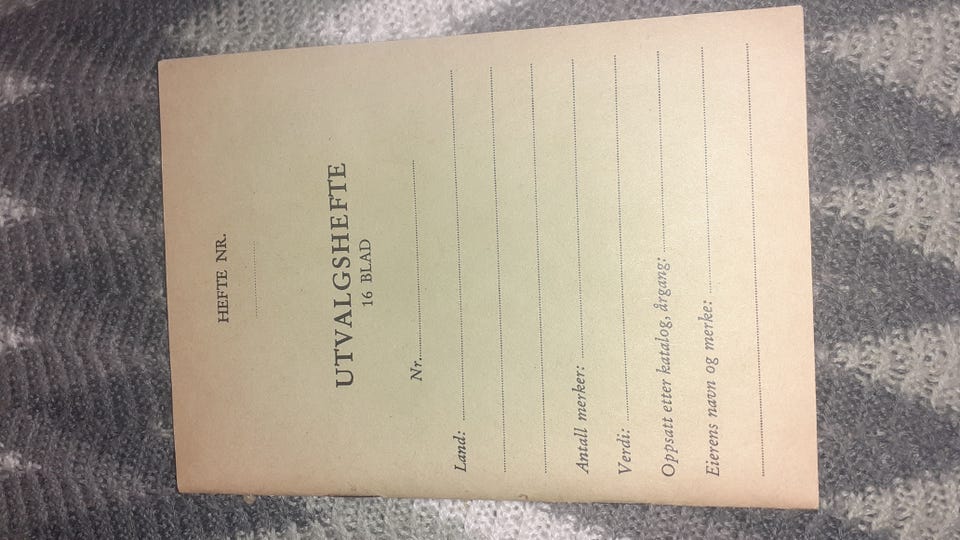 HEFTE NR.
UTVALGSHEFTE
16 BLAD
Nr.
Land:
Antall merker:
Verdi:
Oppsatt etter katalog, årgang:
Eierens navn og merke: